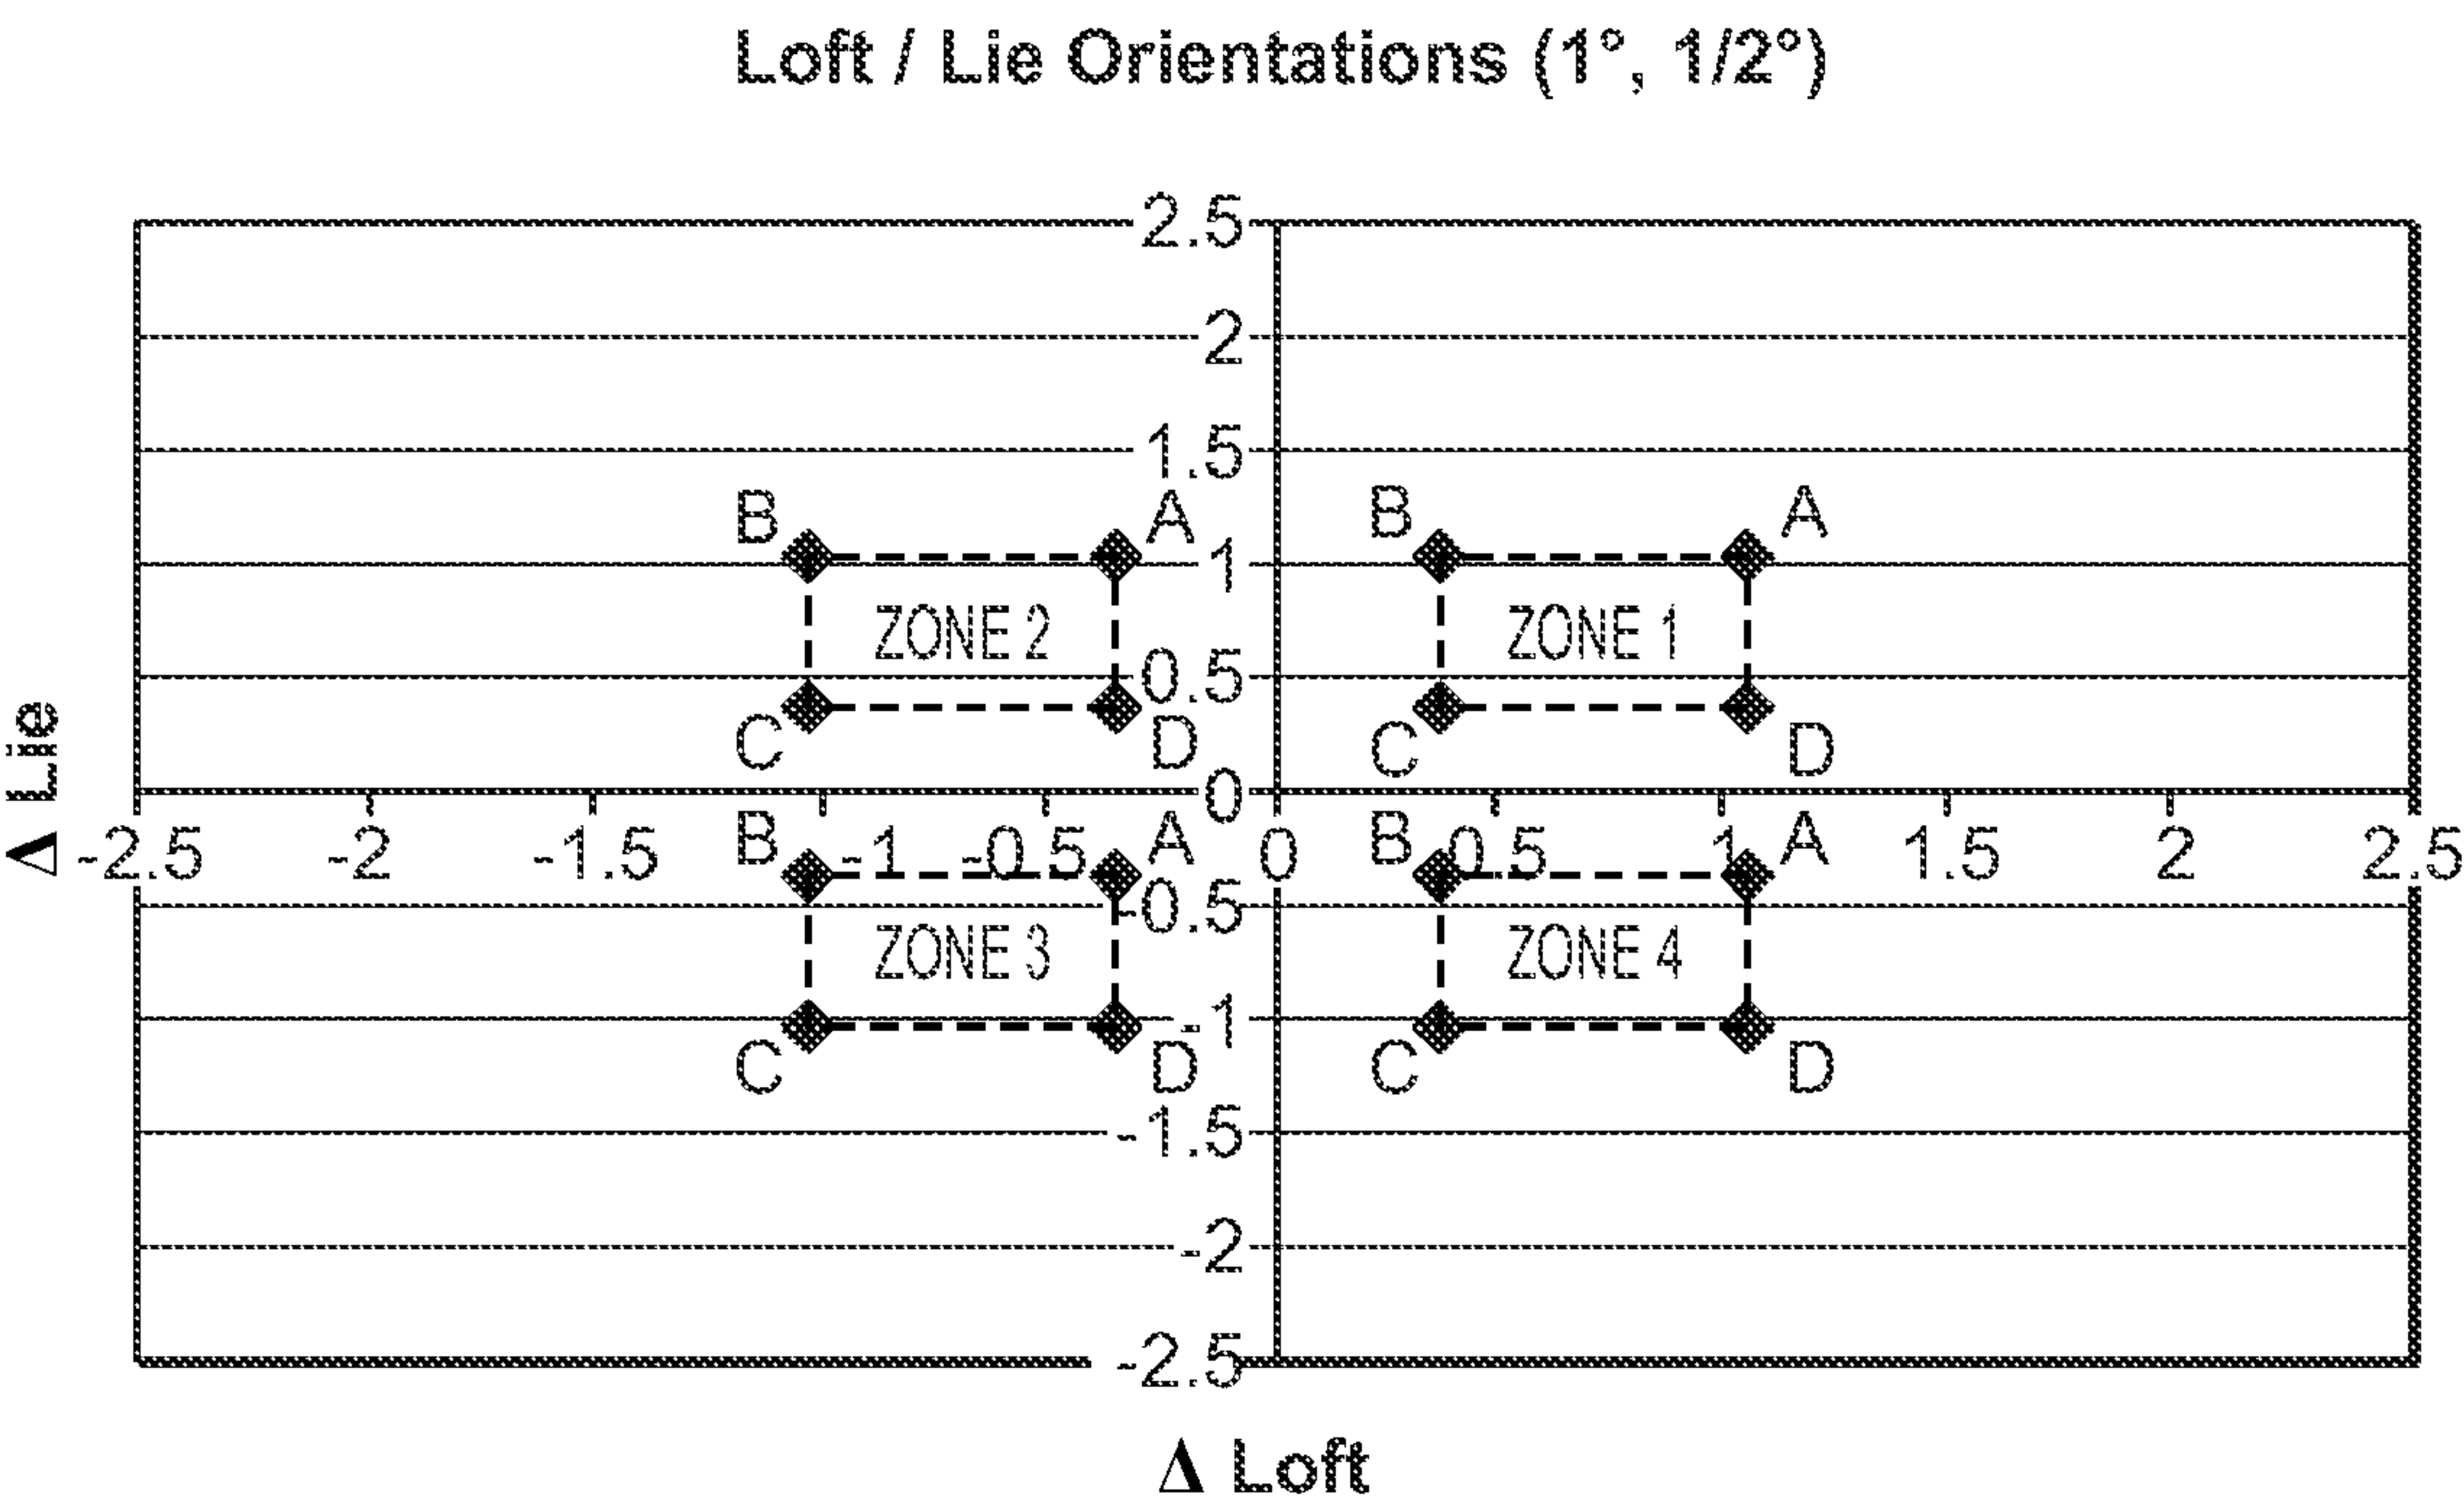 Loft / Lie Orientations (1°, 1/2°)
2.5
2
1.5
B A B A
1
ZONE 2 ZONE 1
0.5
C D C D
0
Δ Lie
-2.5 -2 -1.5 B -1 -0.5 A 0 B 0.5 1 A 1.5 2 2.5
-0.5
ZONE 3 ZONE 4
-1
C D C D
-1.5
-2
-2.5
Δ Loft